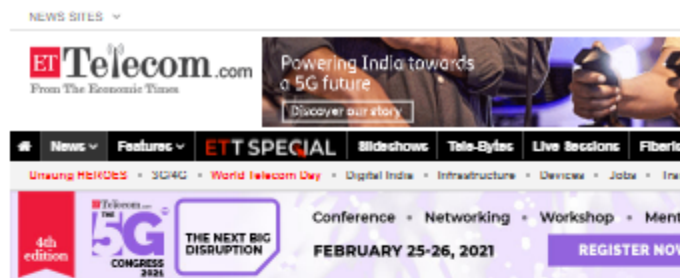 NEWS SITES
ET Telecom.com
From The Economic Times
Powering India towards
a 5G future
Discover our story
News Features ETT SPECIAL Slideshows Tele-Bytes Live Sessions
Unsung HEROES • 3G/4G • World Telecom Day • Digital India • Infrastructure • Devices • Jobs
4th
edition
ETTelecom.com
THE
5G
CONGRESS
2021
THE NEXT BIG
DISRUPTION
Conference • Networking • Workshop • Ment
FEBRUARY 25-26, 2021
REGISTER NOW